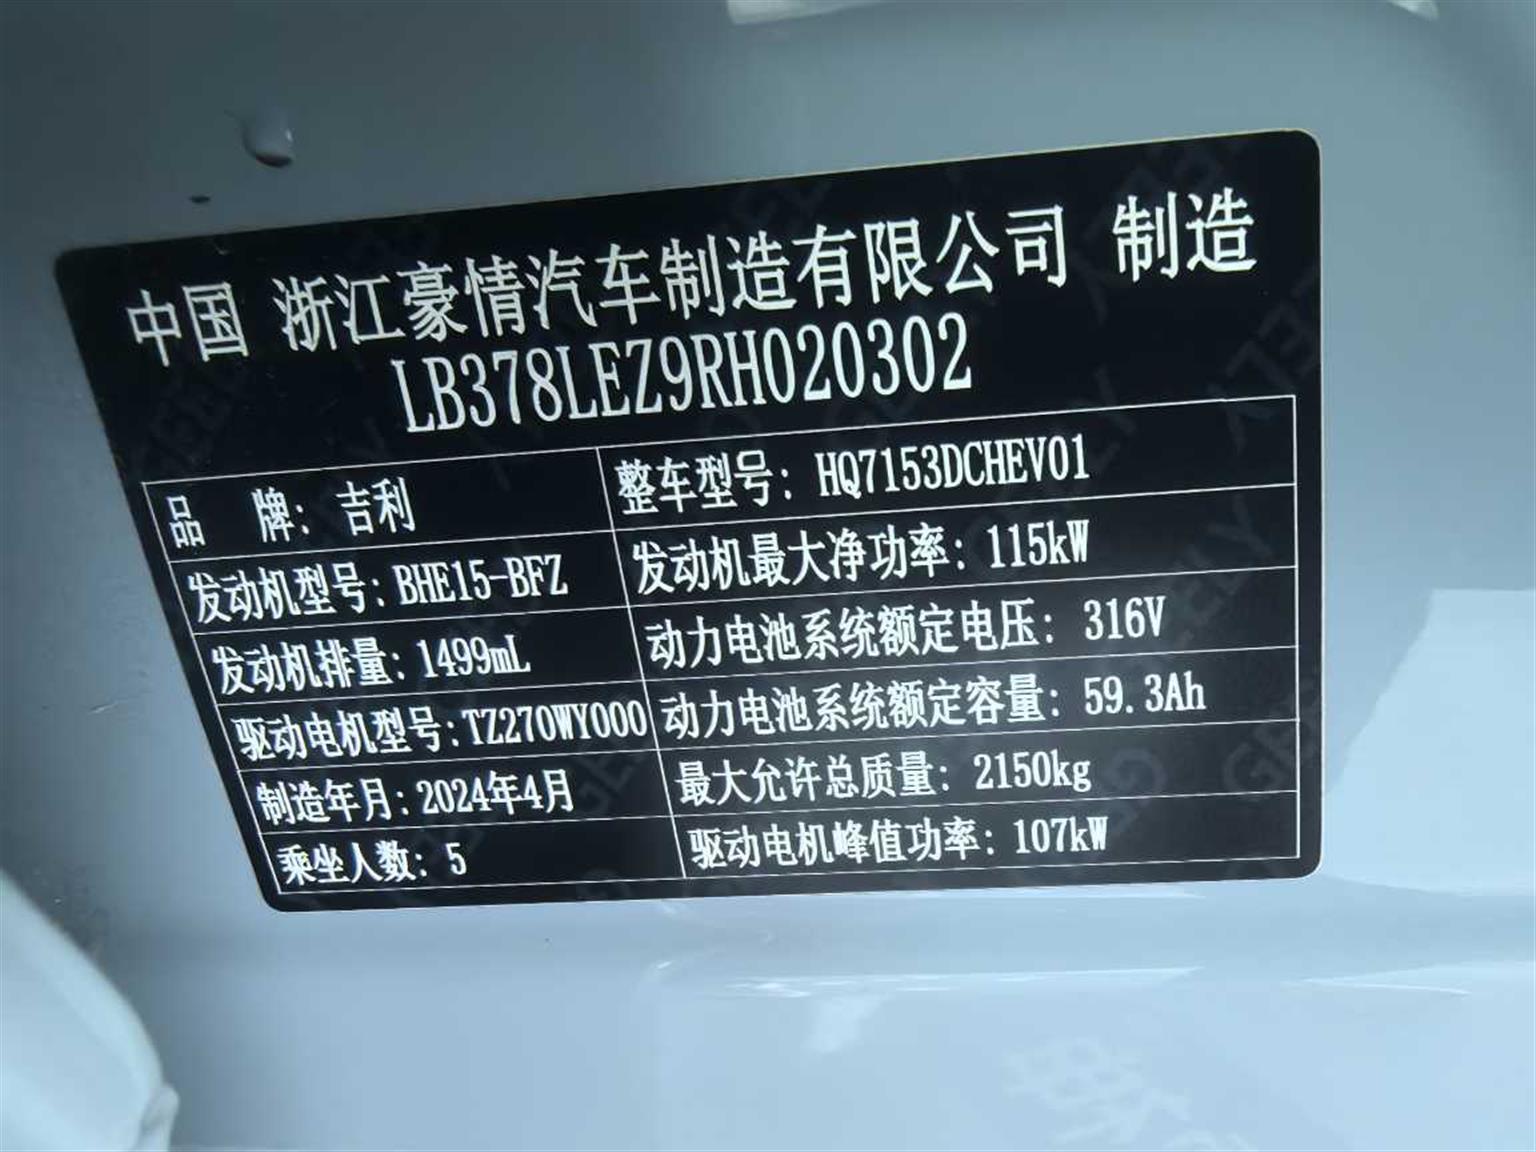 中国 浙江豪情汽车制造有限公司 制造
LB378LEZ9RH020302
品 牌: 吉利 整车型号: HQ7153DCHEV01
发动机型号: BHE15-BFZ 发动机最大净功率: 115kW
发动机排量: 1499mL 动力电池系统额定电压: 316V
驱动电机型号: TZ270WY000 动力电池系统额定容量: 59.3Ah
制造年月: 2024年4月 最大允许总质量: 2150kg
乘坐人数: 5 驱动电机峰值功率: 107kW